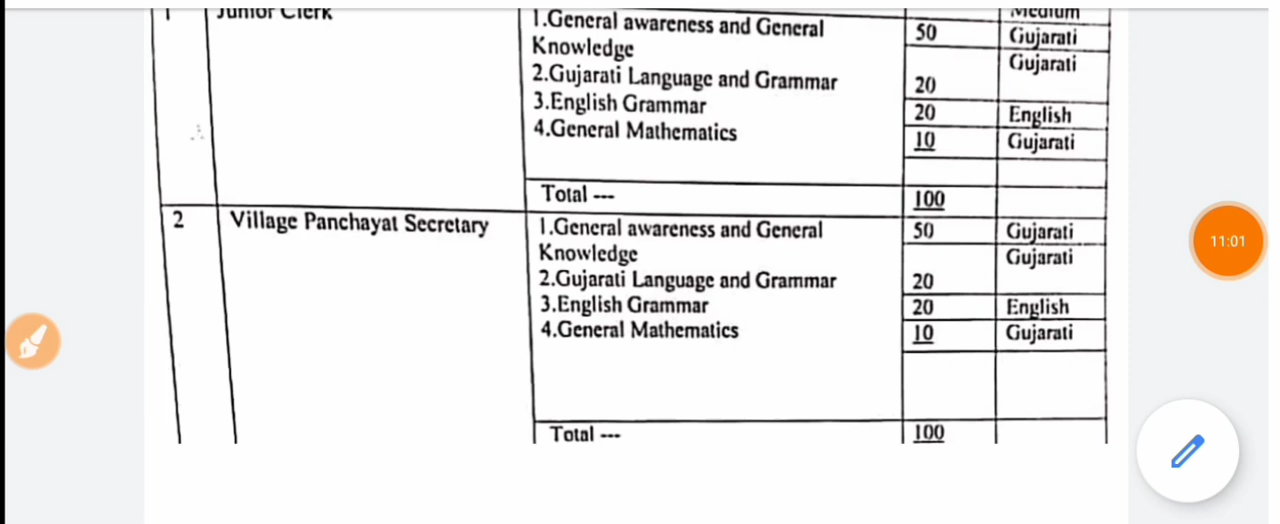 1 Junior Clerk 1.General awareness and General 50 Medium
Knowledge Gujarati
2.Gujarati Language and Grammar 20 Gujarati
3.English Grammar 20 English
4.General Mathematics 10 Gujarati
Total --- 100
2 Village Panchayat Secretary 1.General awareness and General 50 Gujarati
Knowledge Gujarati
2.Gujarati Language and Grammar 20
3.English Grammar 20 English
4.General Mathematics 10 Gujarati
Total --- 100
11:01